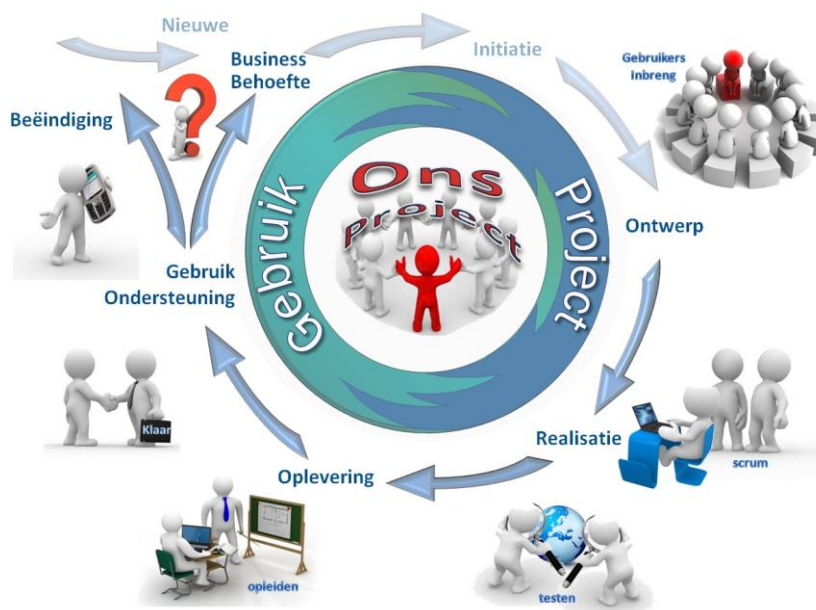 Nieuwe
Business
Behoefte
Initiatie
Gebruikers
Inbreng
Beëindiging
Ons
Project
Gebruik
Project
Ontwerp
Gebruik
Ondersteuning
Klaar
Realisatie
scrum
Oplevering
opleiden
testen